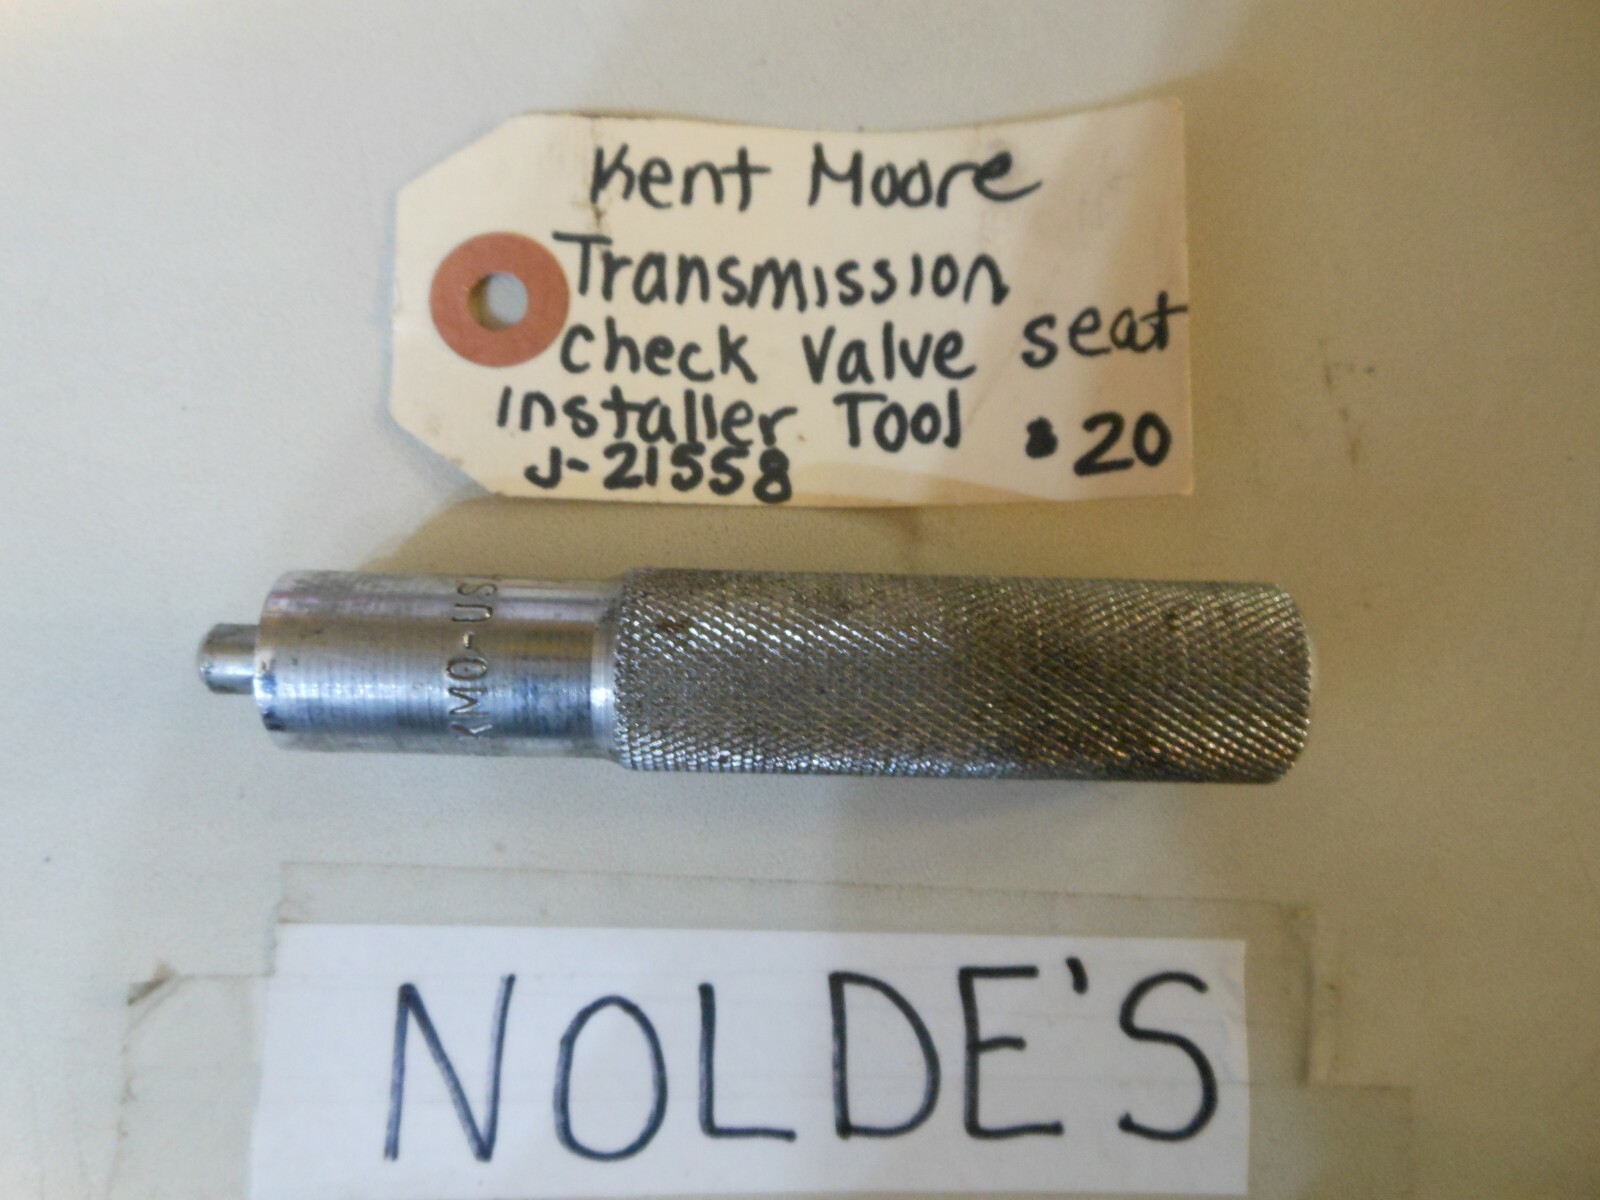 Kent Moore
Transmission
Check Valve seat
installer Tool $20
J-21558
KMO-US
NOLDE'S